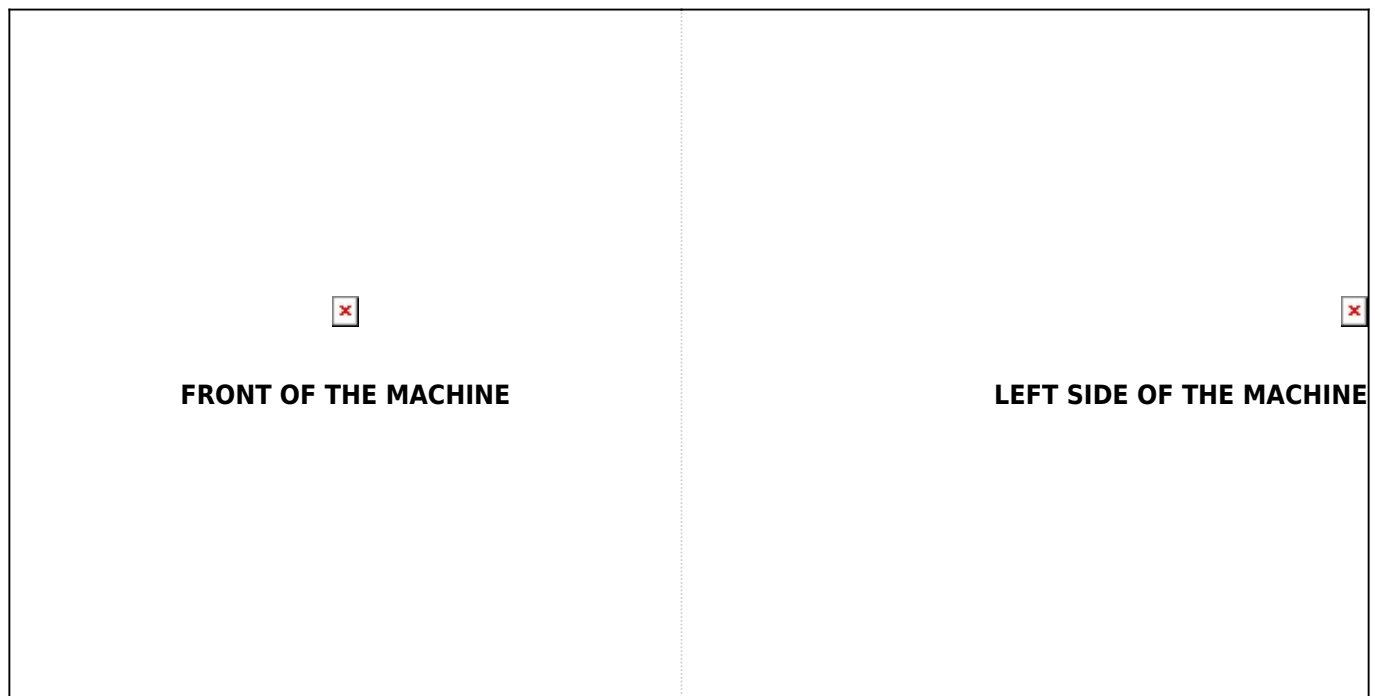 FRONT OF THE MACHINE
LEFT SIDE OF THE MACHINE